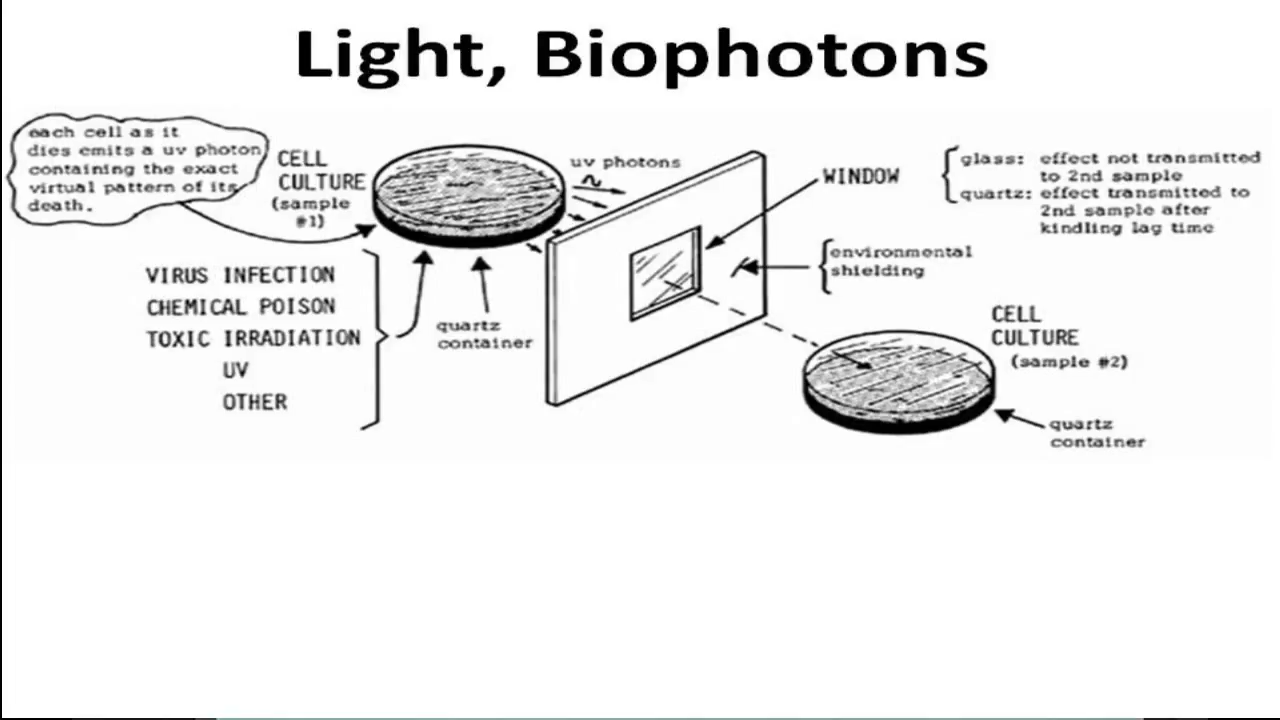 Light, Biophotons
each cell as it
dies emits a uv photon
containing the exact
virtual pattern of its
death.
CELL
CULTURE
(sample
#1)
uv photons
WINDOW
glass: effect not transmitted
to 2nd sample
quartz: effect transmitted to
2nd sample after
kindling lag time
environmental
shielding
VIRUS INFECTION
CHEMICAL POISON
TOXIC IRRADIATION
UV
OTHER
quartz
container
CELL
CULTURE
(sample #2)
quartz
container